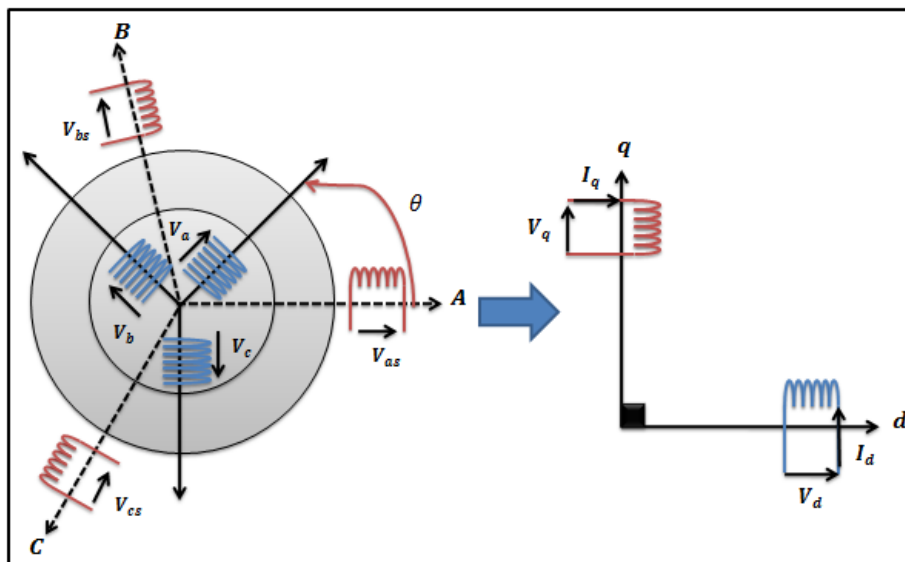 B
V_bs
V_a
θ
V_b
V_c
A
V_as
V_cs
C
q
I_q
V_q
d
I_d
V_d